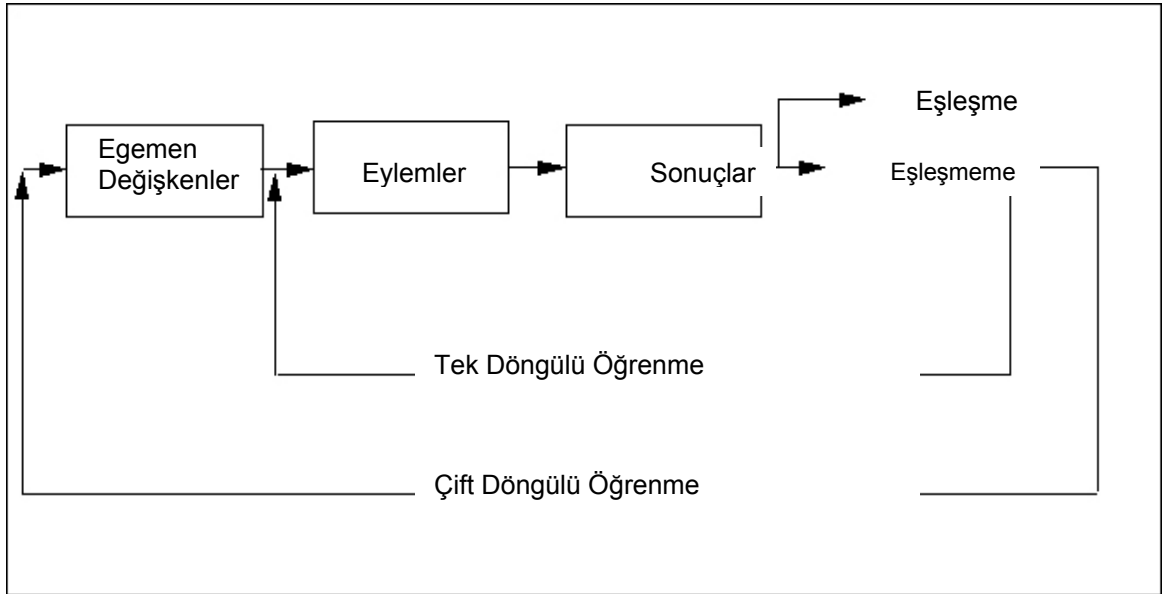 Eşleşme
Egemen
Değişkenler
Eylemler
Sonuçlar
Eşleşmeme
Tek Döngülü Öğrenme
Çift Döngülü Öğrenme